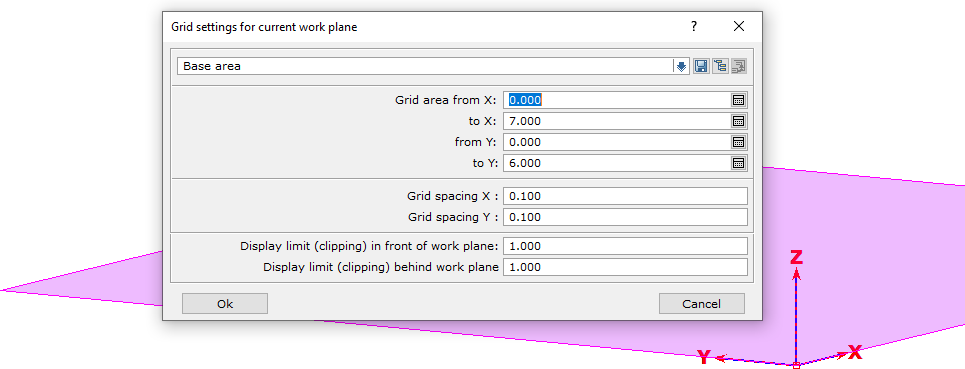 Grid settings for current work plane ?
Base area
Grid area from X: 0.000
to X: 7.000
from Y: 0.000
to Y: 6.000
Grid spacing X : 0.100
Grid spacing Y : 0.100
Display limit (clipping) in front of work plane: 1.000
Display limit (clipping) behind work plane 1.000
Ok Cancel
Z
Y X